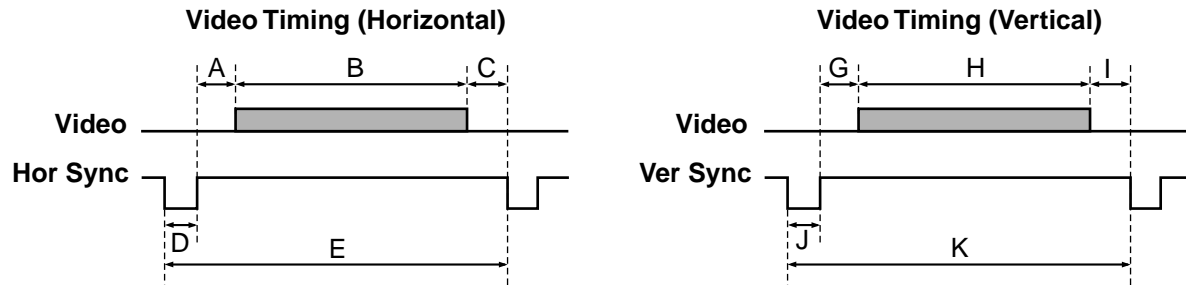 Video Timing (Horizontal)
A B C
Video
Hor Sync
D
E
Video Timing (Vertical)
G H I
Video
Ver Sync
J
K